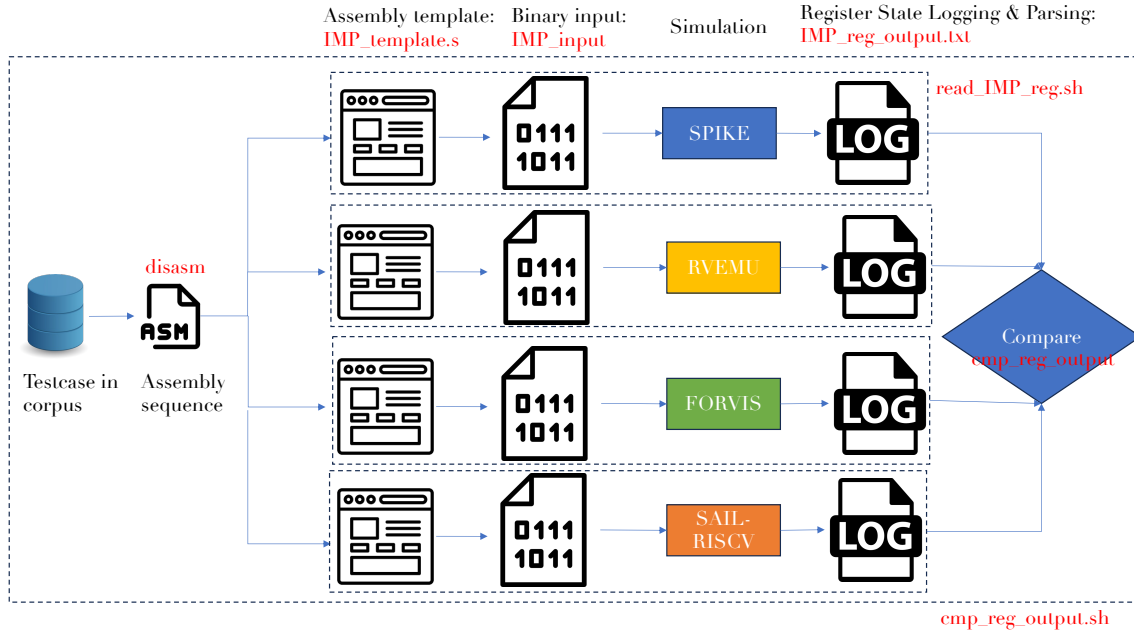 Assembly template:
IMP_template.s
Binary input:
IMP_input
Simulation
Register State Logging & Parsing:
IMP_reg_output.txt
read_IMP_reg.sh
0111
1011
SPIKE
LOG
0111
1011
RVEMU
LOG
disasm
ASM
Testcase in
corpus
Assembly
sequence
Compare
cmp_reg_output
0111
1011
FORVIS
LOG
0111
1011
SAIL-
RISCV
LOG
cmp_reg_output.sh